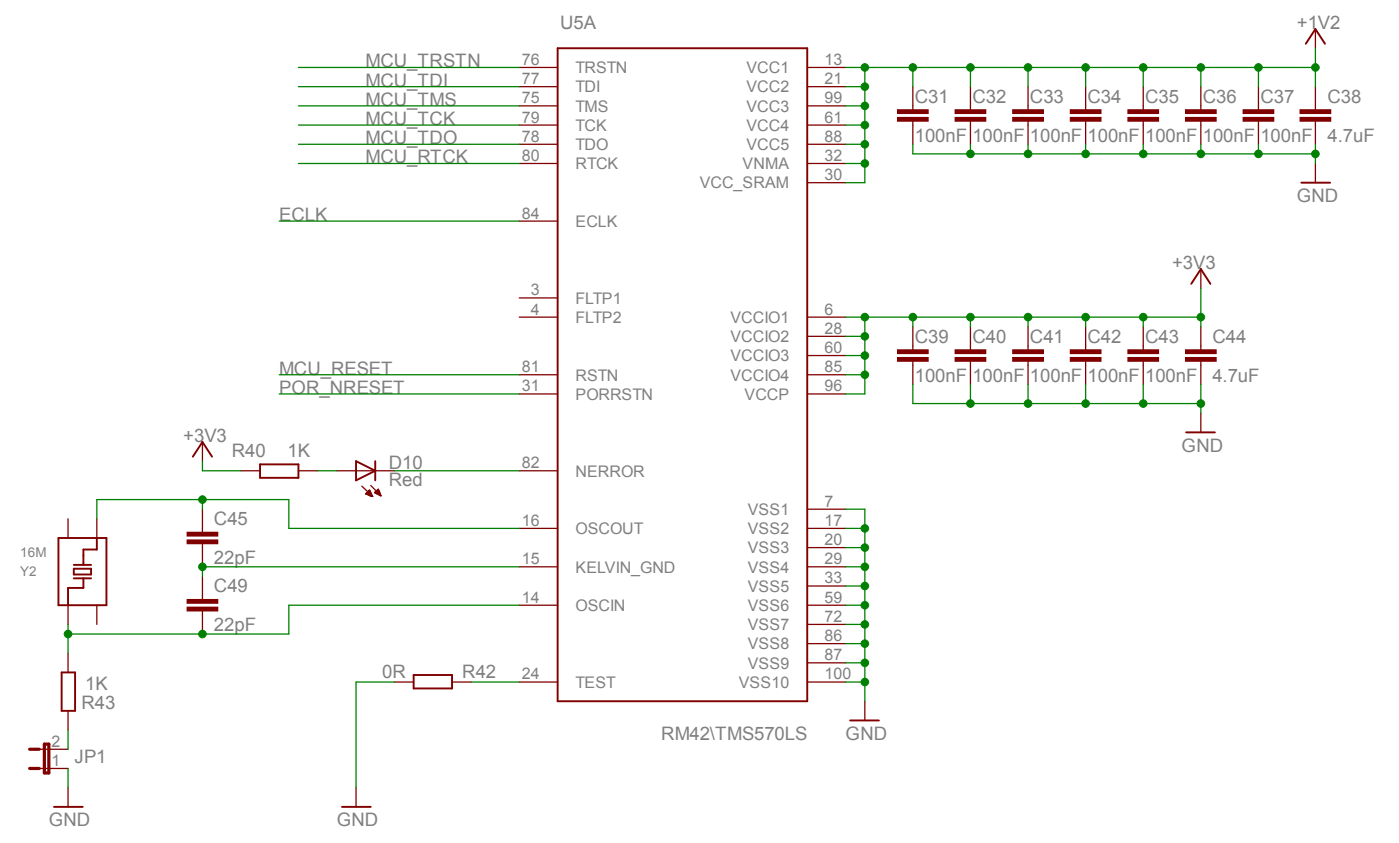 U5A
+1V2
MCU_TRSTN 76 TRSTN VCC1 13
MCU_TDI 77 TDI VCC2 21
MCU_TMS 75 TMS VCC3 99
MCU_TCK 79 TCK VCC4 61
MCU_TDO 78 TDO VCC5 88
MCU_RTCK 80 RTCK VNMA 32
VCC_SRAM 30
C31 C32 C33 C34 C35 C36 C37 C38
100nF 100nF 100nF 100nF 100nF 100nF 100nF 4.7uF
GND
ECLK 84 ECLK
+3V3
3 FLTP1 VCCIO1 6
4 FLTP2 VCCIO2 28
VCCIO3 60
MCU_RESET 81 RSTN VCCIO4 85
POR_NRESET 31 PORRSTN VCCP 96
C39 C40 C41 C42 C43 C44
100nF 100nF 100nF 100nF 100nF 4.7uF
GND
+3V3
R40 1K D10 82 NERROR
Red
C45 16 OSCOUT
22pF 15 KELVIN_GND
C49 14 OSCIN
22pF
16M
Y2
VSS1 7
VSS2 17
VSS3 20
VSS4 29
VSS5 33
VSS6 59
VSS7 72
VSS8 86
VSS9 87
VSS10 100
0R R42 24 TEST
1K
R43
RM42\TMS570LS
GND
2
1 JP1
GND
GND